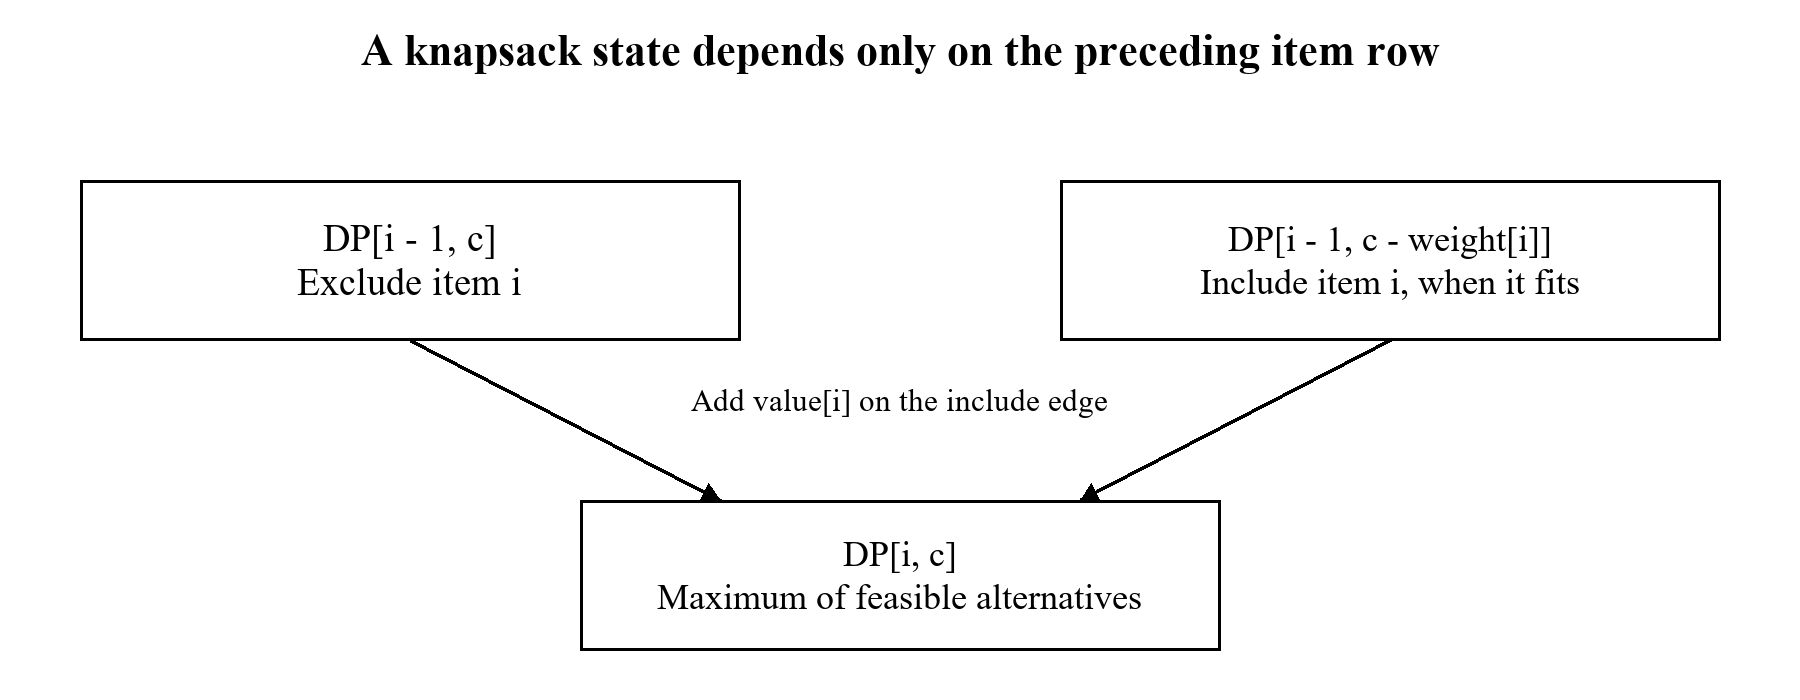 A knapsack state depends only on the preceding item row
DP[i - 1, c]
Exclude item i
DP[i - 1, c - weight[i]]
Include item i, when it fits
Add value[i] on the include edge
DP[i, c]
Maximum of feasible alternatives